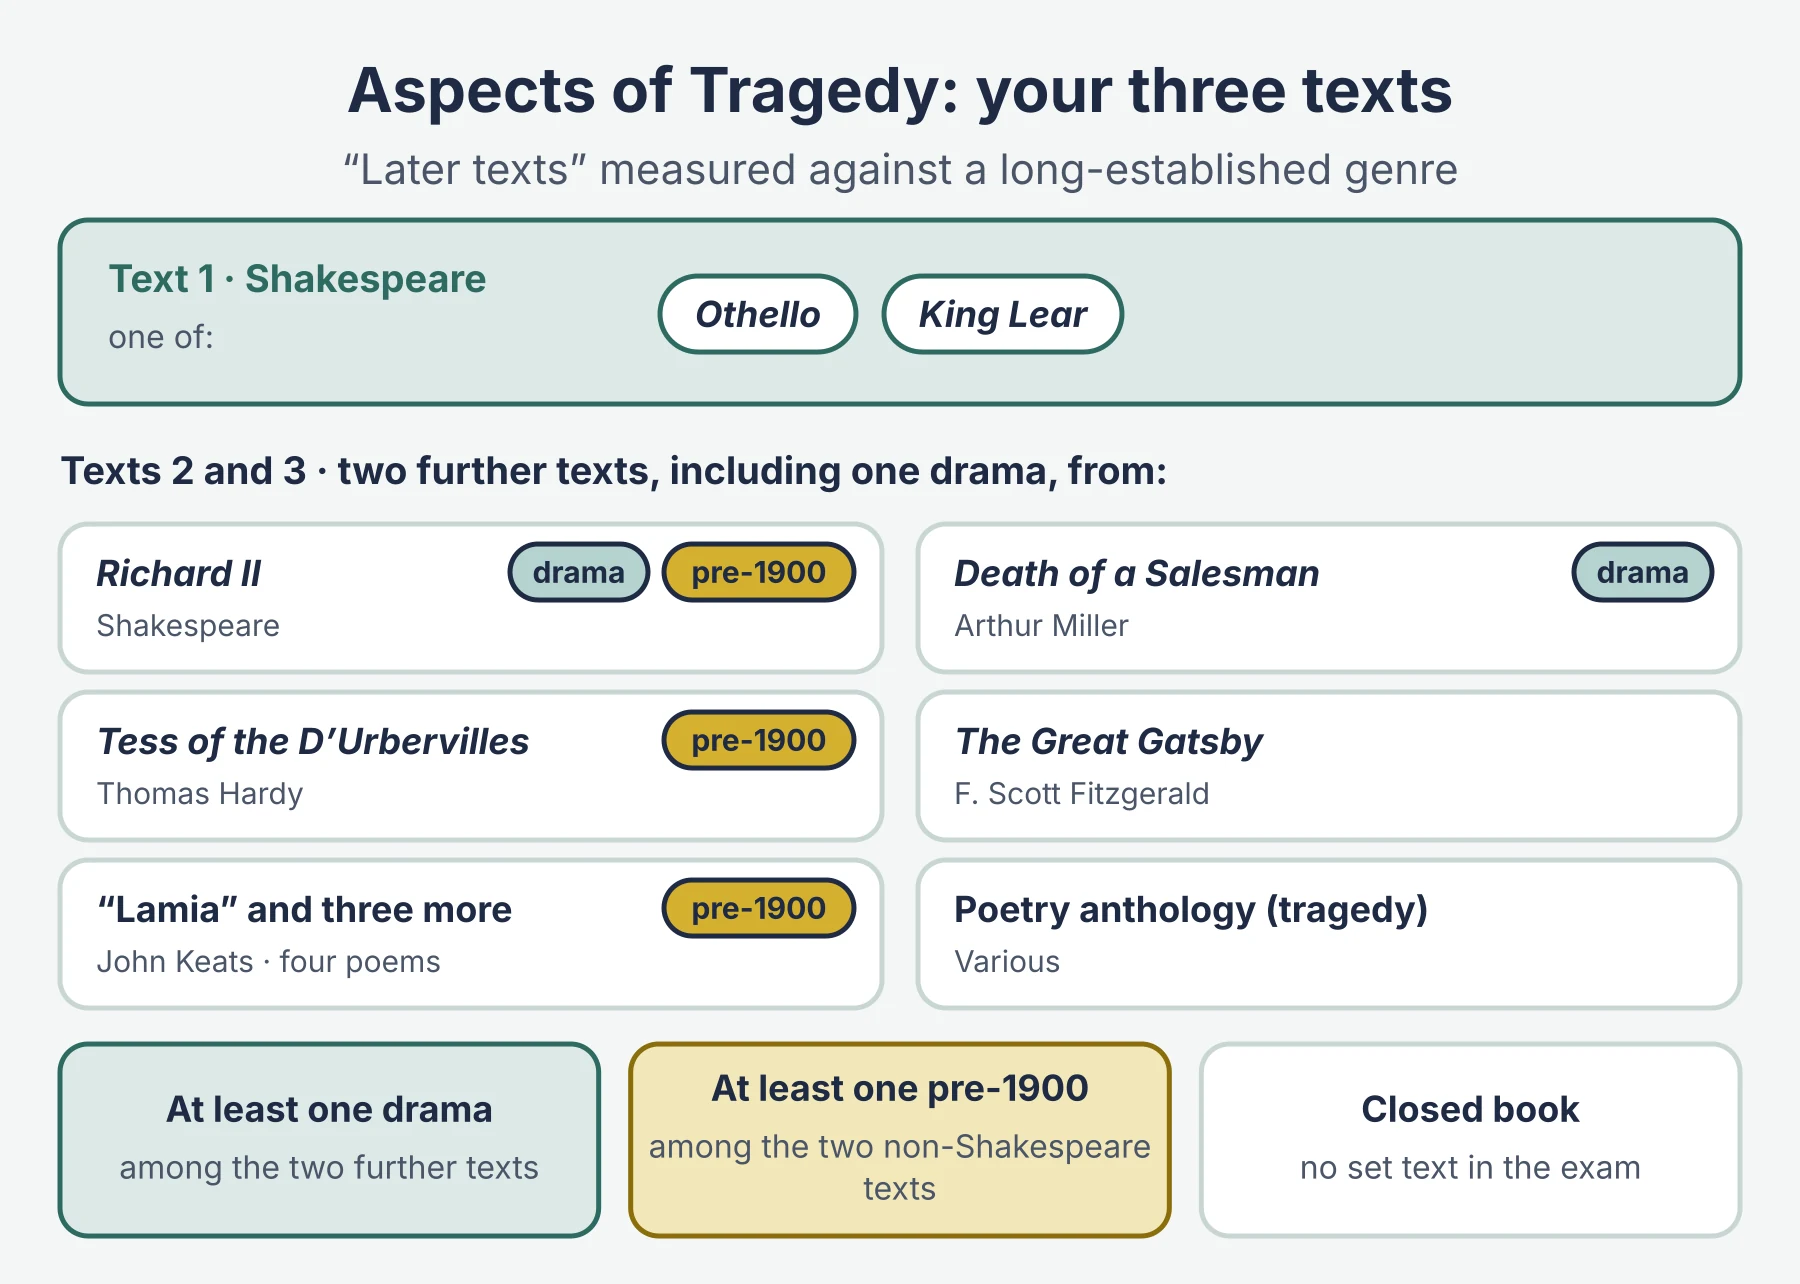 Aspects of Tragedy: your three texts
“Later texts” measured against a long-established genre
Text 1 · Shakespeare
one of:
Othello
King Lear
Texts 2 and 3 · two further texts, including one drama, from:
Richard II
drama
pre-1900
Shakespeare
Death of a Salesman
drama
Arthur Miller
Tess of the D’Urbervilles
pre-1900
Thomas Hardy
The Great Gatsby
F. Scott Fitzgerald
“Lamia” and three more
pre-1900
John Keats · four poems
Poetry anthology (tragedy)
Various
At least one drama
among the two further texts
At least one pre-1900
among the two non-Shakespeare
texts
Closed book
no set text in the exam